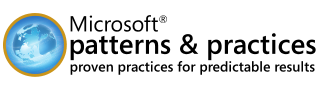 Microsoft®
patterns & practices
proven practices for predictable results